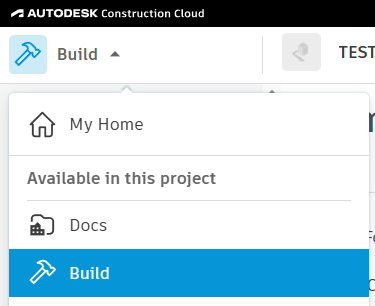 AUTODESK Construction Cloud
Build
TEST
My Home
Available in this project
Docs
Build